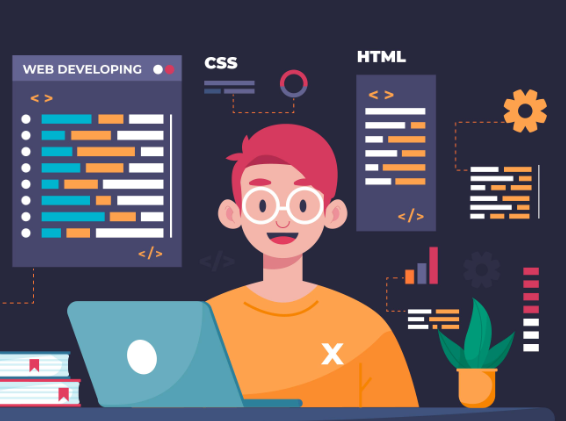 WEB DEVELOPING
< >
</>
CSS
HTML
< >
</>
</>
X